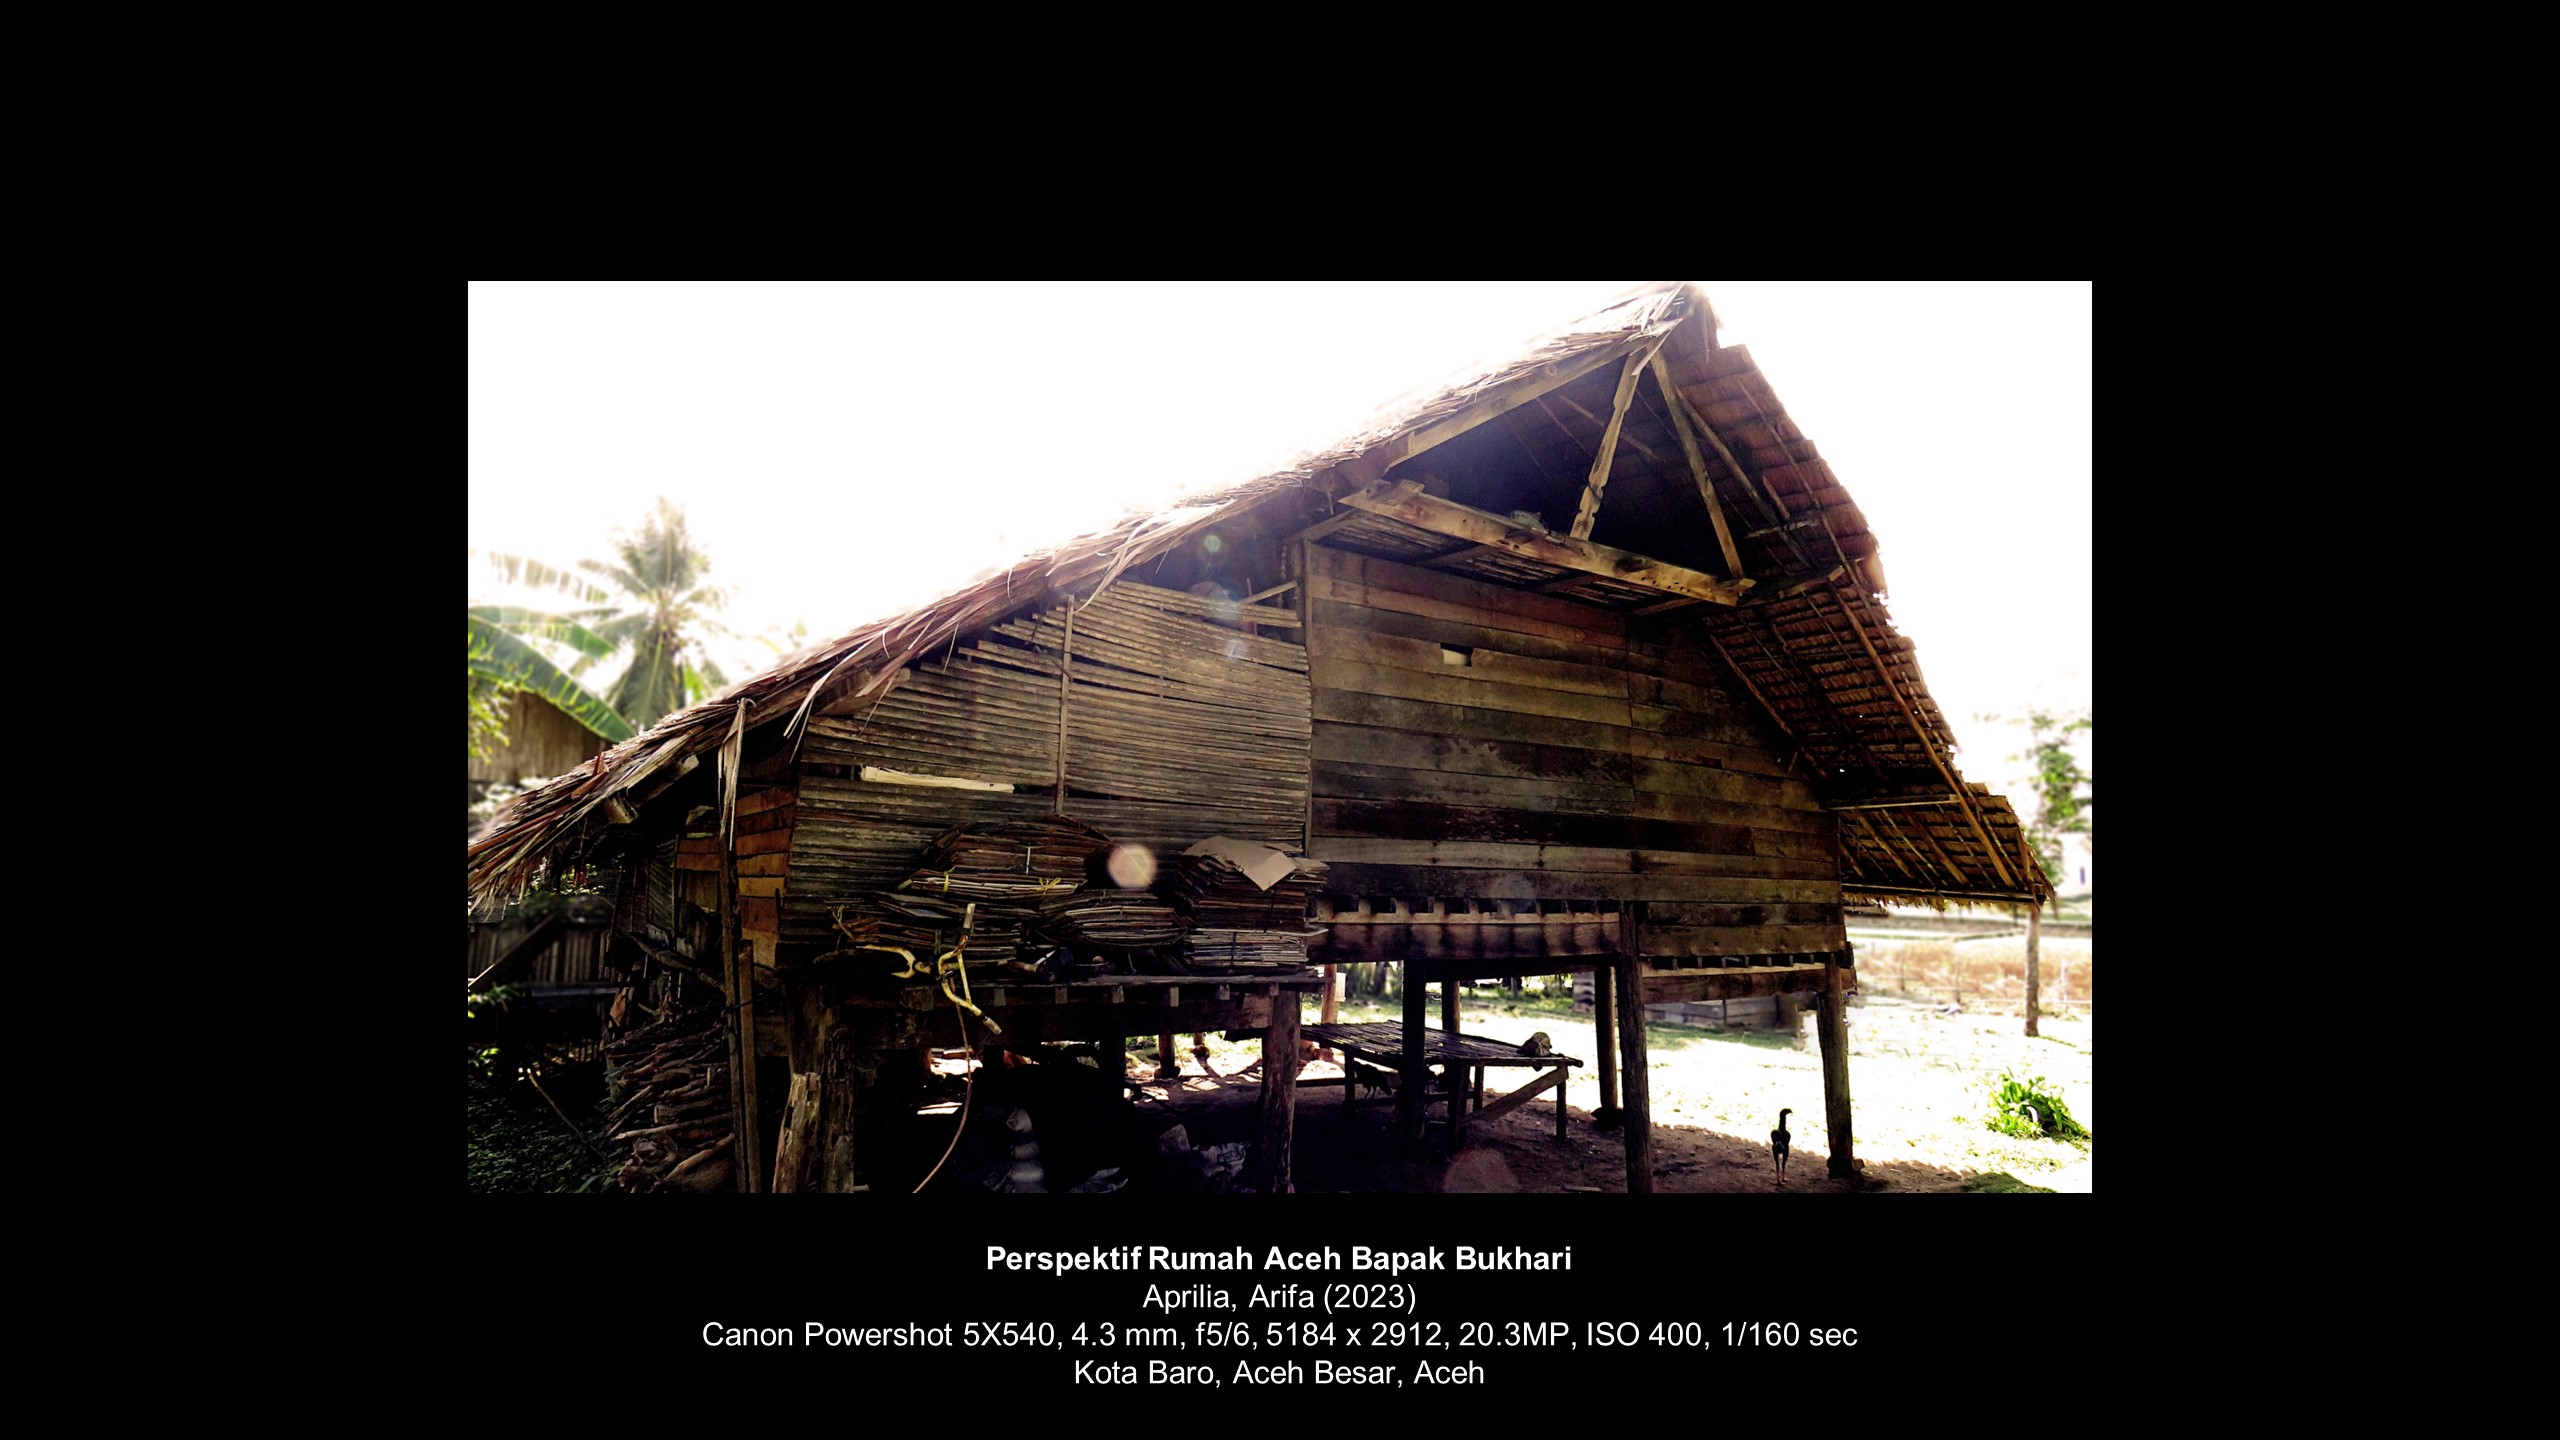 Perspektif Rumah Aceh Bapak Bukhari
Aprilia, Arifa (2023)
Canon Powershot 5X540, 4.3 mm, f5/6, 5184 x 2912, 20.3MP, ISO 400, 1/160 sec
Kota Baro, Aceh Besar, Aceh